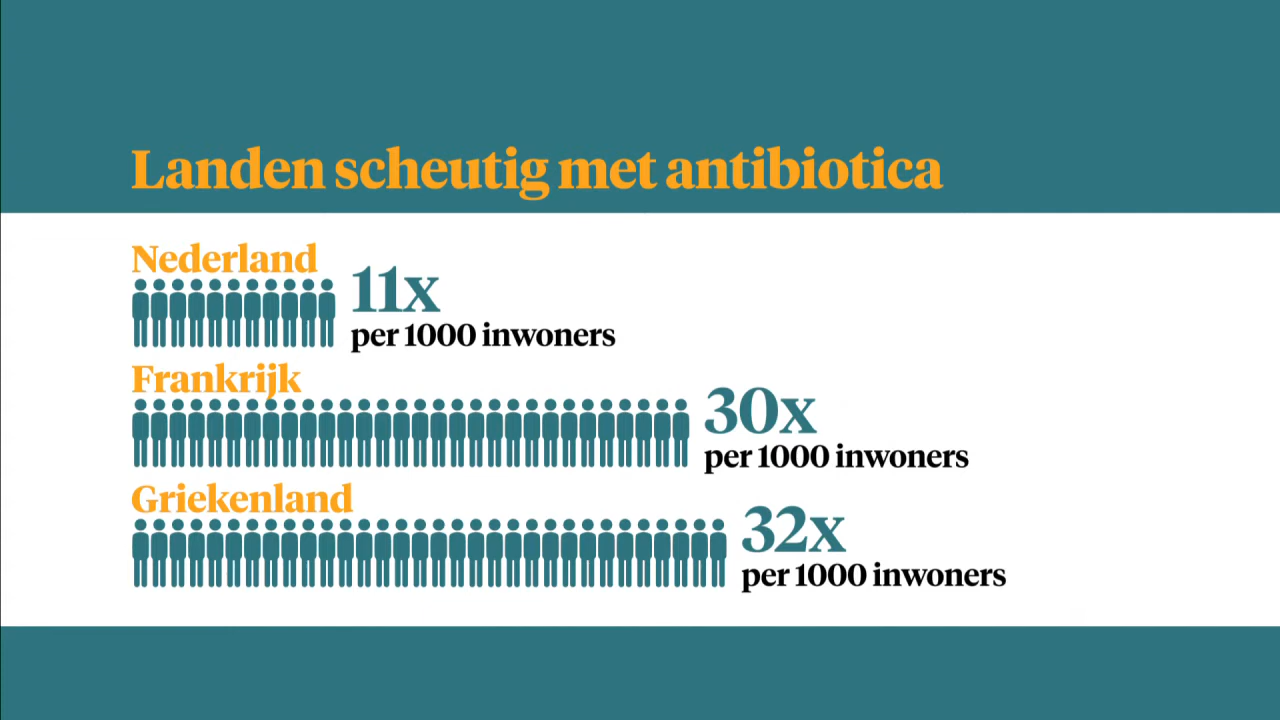 Landen scheutig met antibiotica
Nederland
11x
per 1000 inwoners
Frankrijk
30x
per 1000 inwoners
Griekenland
32x
per 1000 inwoners